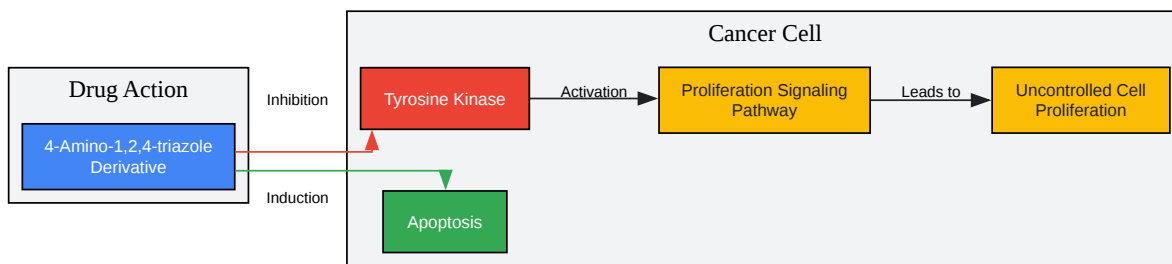 Cancer Cell
Drug Action
Inhibition
Tyrosine Kinase
Activation
Proliferation Signaling
Pathway
Leads to
Uncontrolled Cell
Proliferation
4-Amino-1,2,4-triazole
Derivative
Induction
Apoptosis